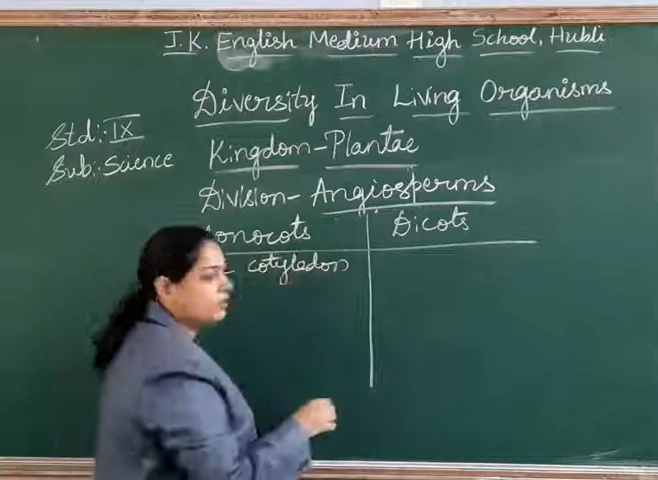 J.K. English Medium High School, Hubli.
Diversity In Living Organisms
Std:- IX
Sub:- Science
Kingdom-Plantae
Division- Angiosperms
onocots
Dicots
cotyledon